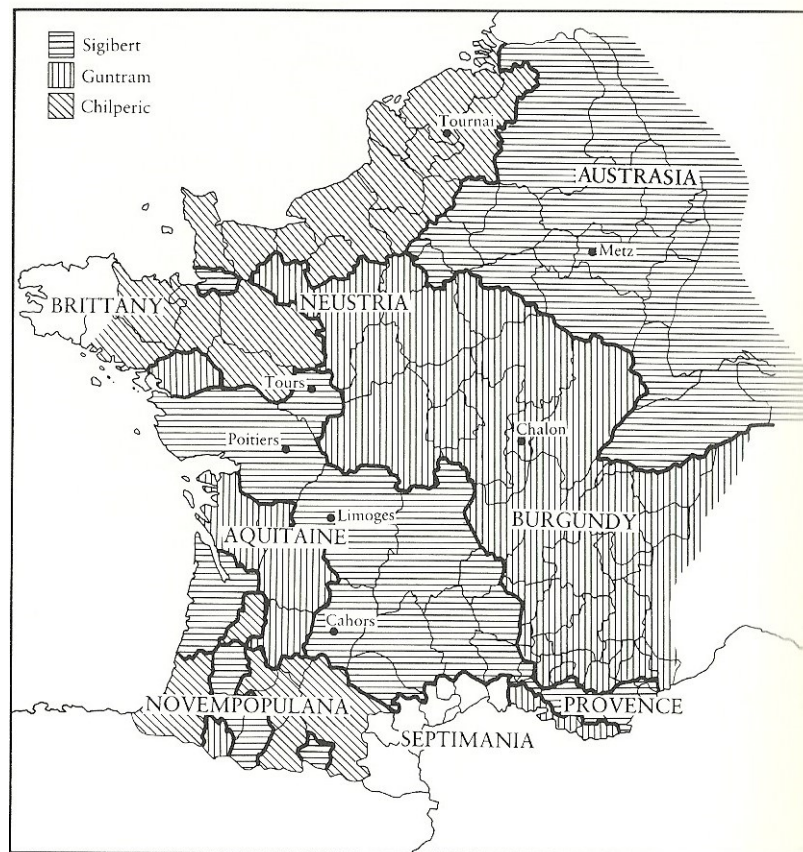 Sigibert
Guntram
Chilperic
Tournai
AUSTRASIA
Metz
BRITTANY
NEUSTRIA
Tours
Poitiers
Chalon
Limoges
AQUITAINE
BURGUNDY
Cahors
NOVEMPOPULANA
PROVENCE
SEPTIMANIA